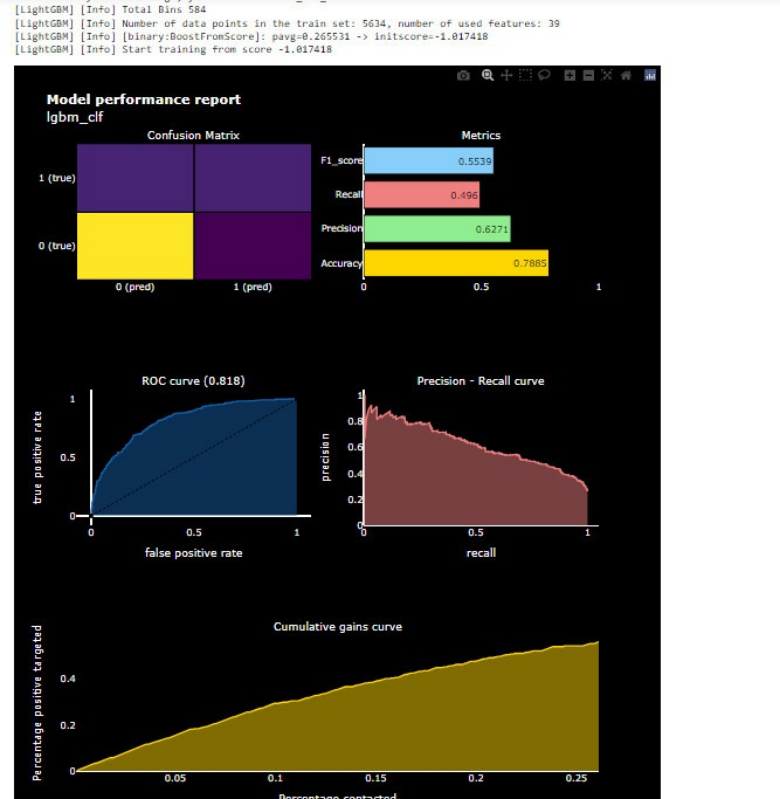 [LightGBM] [Info] Total Bins 584
[LightGBM] [Info] Number of data points in the train set: 5634, number of used features: 39
[LightGBM] [Info] [binary:BoostFromScore]: pavg=0.265531 -> initscore=-1.017418
[LightGBM] [Info] Start training from score -1.017418
Model performance report
lgbm_clf
Confusion Matrix
1 (true)
0 (true)
0 (pred) 1 (pred)
Metrics
F1_score 0.5539
Recall 0.496
Precision 0.6271
Accuracy 0.7885
0 0.5 1
ROC curve (0.818)
true positive rate
1
0.5
0
0 0.5 1
false positive rate
Precision - Recall curve
precision
1
0.8
0.6
0.4
0.2
0
0 0.5 1
recall
Cumulative gains curve
Percentage positive targeted
0.4
0.2
0
0.05 0.1 0.15 0.2 0.25
Percentage contacted